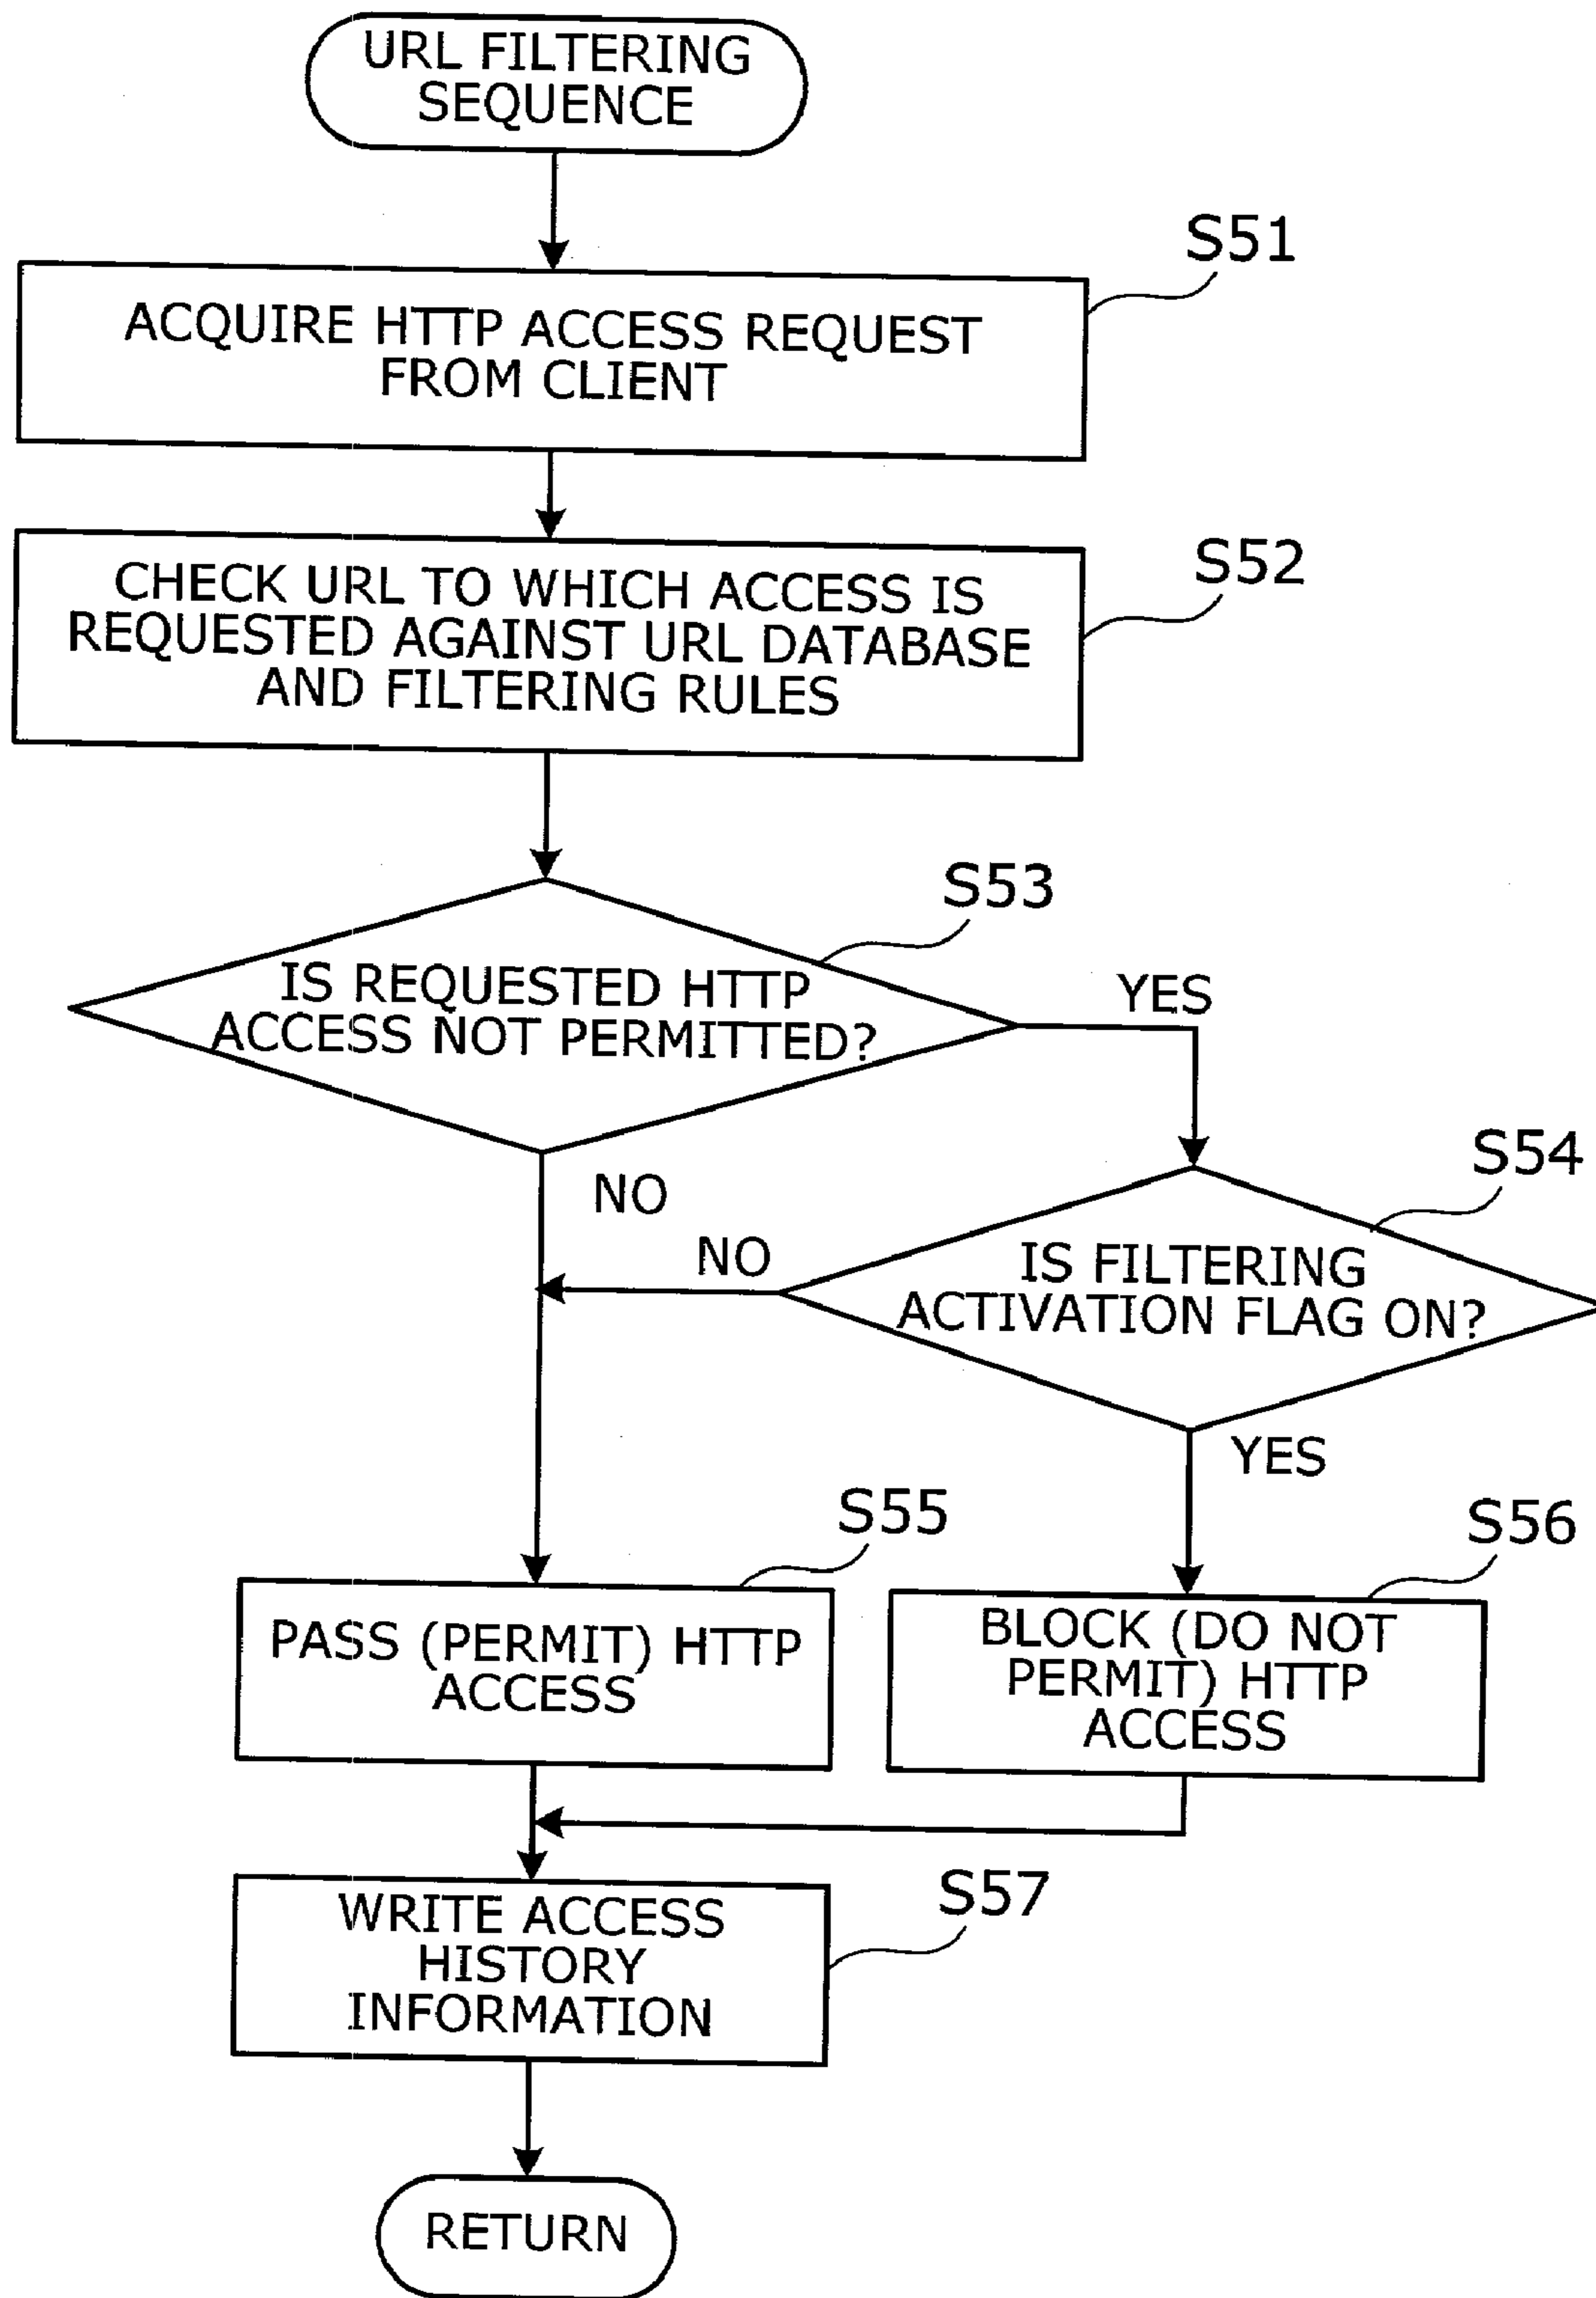 URL FILTERING
SEQUENCE
S51
ACQUIRE HTTP ACCESS REQUEST
FROM CLIENT
S52
CHECK URL TO WHICH ACCESS IS
REQUESTED AGAINST URL DATABASE
AND FILTERING RULES
S53
IS REQUESTED HTTP
ACCESS NOT PERMITTED?
YES
NO
S54
IS FILTERING
ACTIVATION FLAG ON?
NO
YES
S55
PASS (PERMIT) HTTP
ACCESS
S56
BLOCK (DO NOT
PERMIT) HTTP
ACCESS
S57
WRITE ACCESS
HISTORY
INFORMATION
RETURN